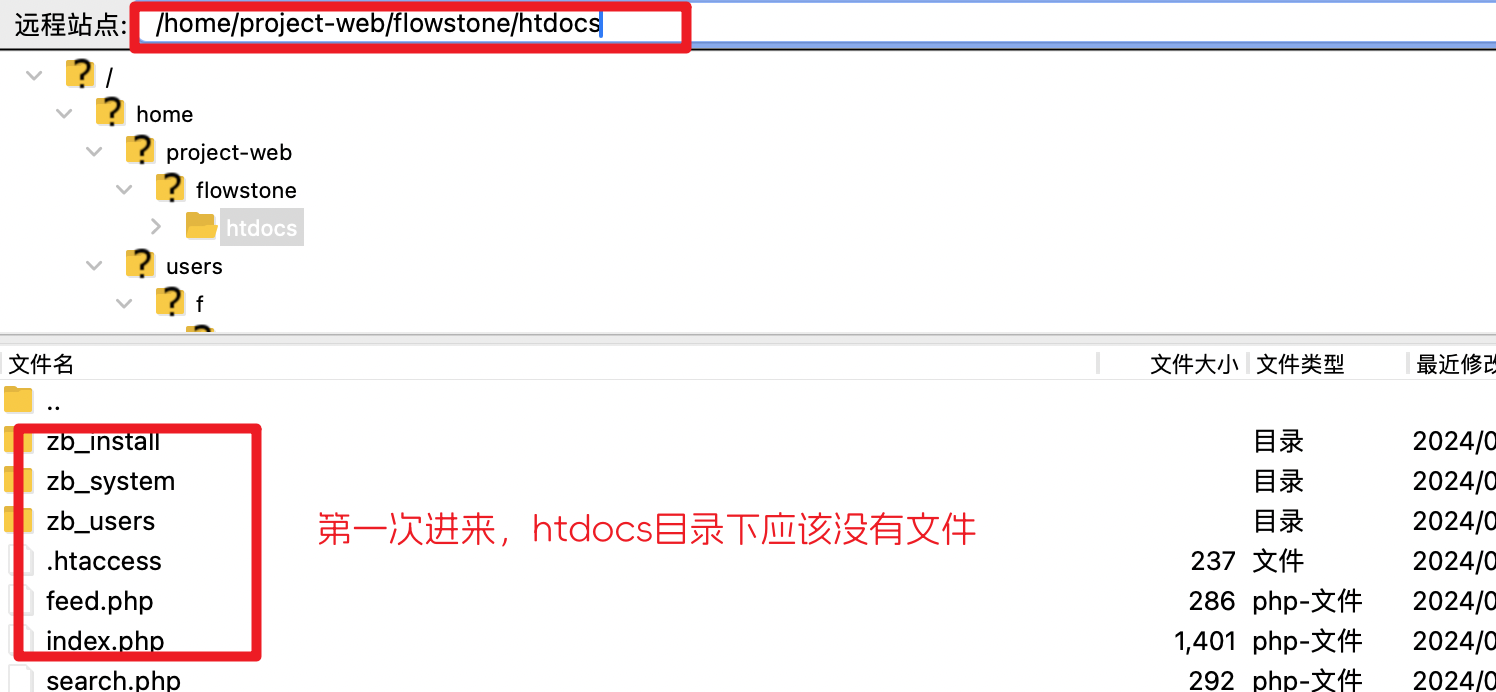 远程站点: /home/project-web/flowstone/htdocs
/
home
project-web
flowstone
htdocs
users
f
文件名 文件大小 文件类型 最近修改
..
zb_install 目录 2024/0
zb_system 目录 2024/0
zb_users 目录 2024/0
第一次进来，htdocs目录下应该没有文件
.htaccess 237 文件 2024/0
feed.php 286 php-文件 2024/0
index.php 1,401 php-文件 2024/0
search.php 292 php-文件 2024/0